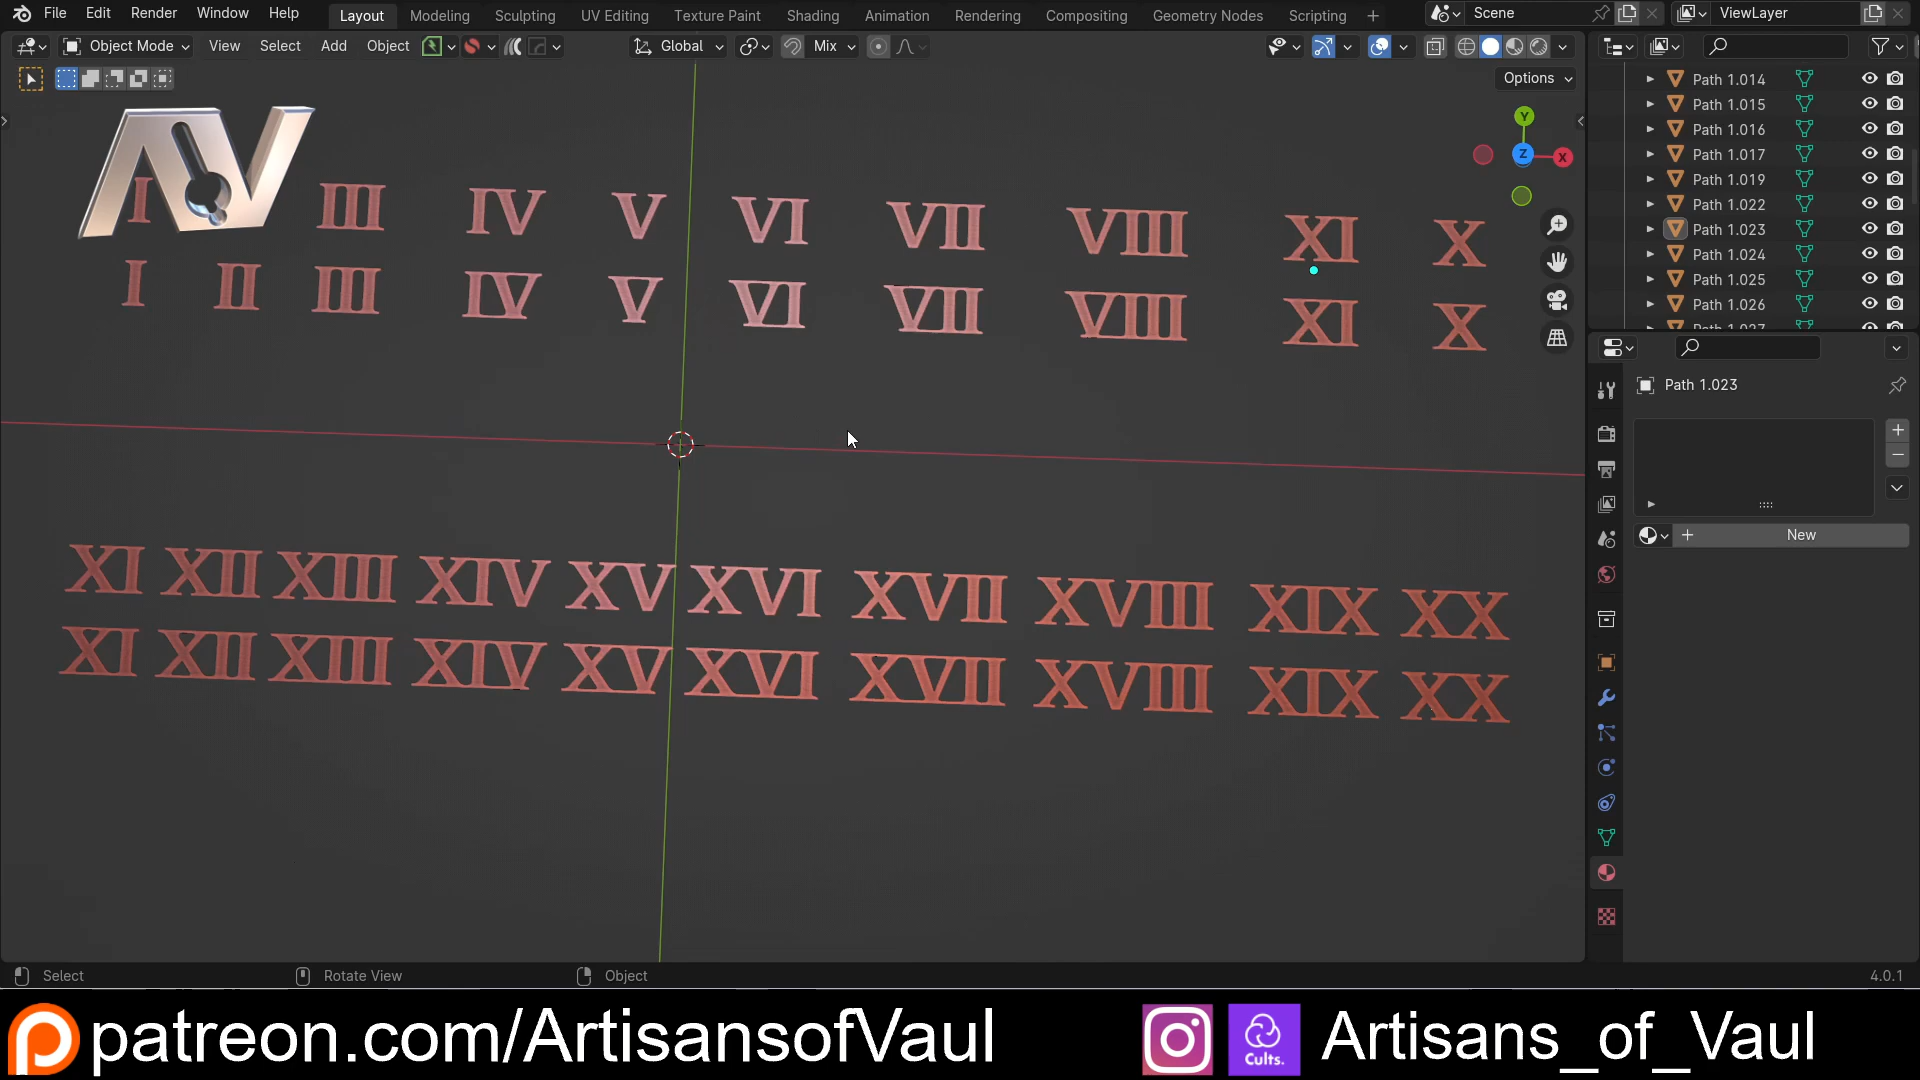 File Edit Render Window Help Layout Modeling Sculpting UV Editing Texture Paint Shading Animation Rendering Compositing Geometry Nodes Scripting + Scene ViewLayer
Object Mode View Select Add Object Global Mix
Options
Y
Z X
AV
I III IV V VI VII VIII XI X
I II III IV V VI VII VIII XI X
XI XII XIII XIV XV XVI XVII XVIII XIX XX
XI XII XIII XIV XV XVI XVII XVIII XIX XX
Path 1.014
Path 1.015
Path 1.016
Path 1.017
Path 1.019
Path 1.022
Path 1.023
Path 1.024
Path 1.025
Path 1.026
Path 1.027
Path 1.023
New
Select Rotate View Object 4.0.1
patreon.com/ArtisansofVaul Cults. Artisans_of_Vaul